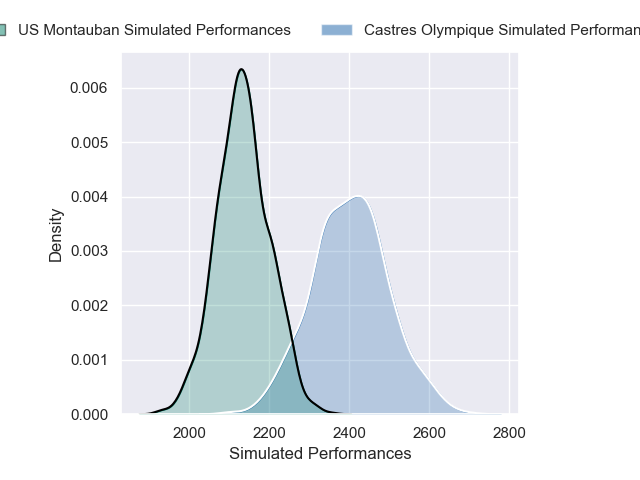 US Montauban Simulated Performances
Castres Olympique Simulated
0.006
0.005
0.004
0.003
0.002
0.001
0.000
Density
2000 2200 2400 2600 2800
Simulated Performances